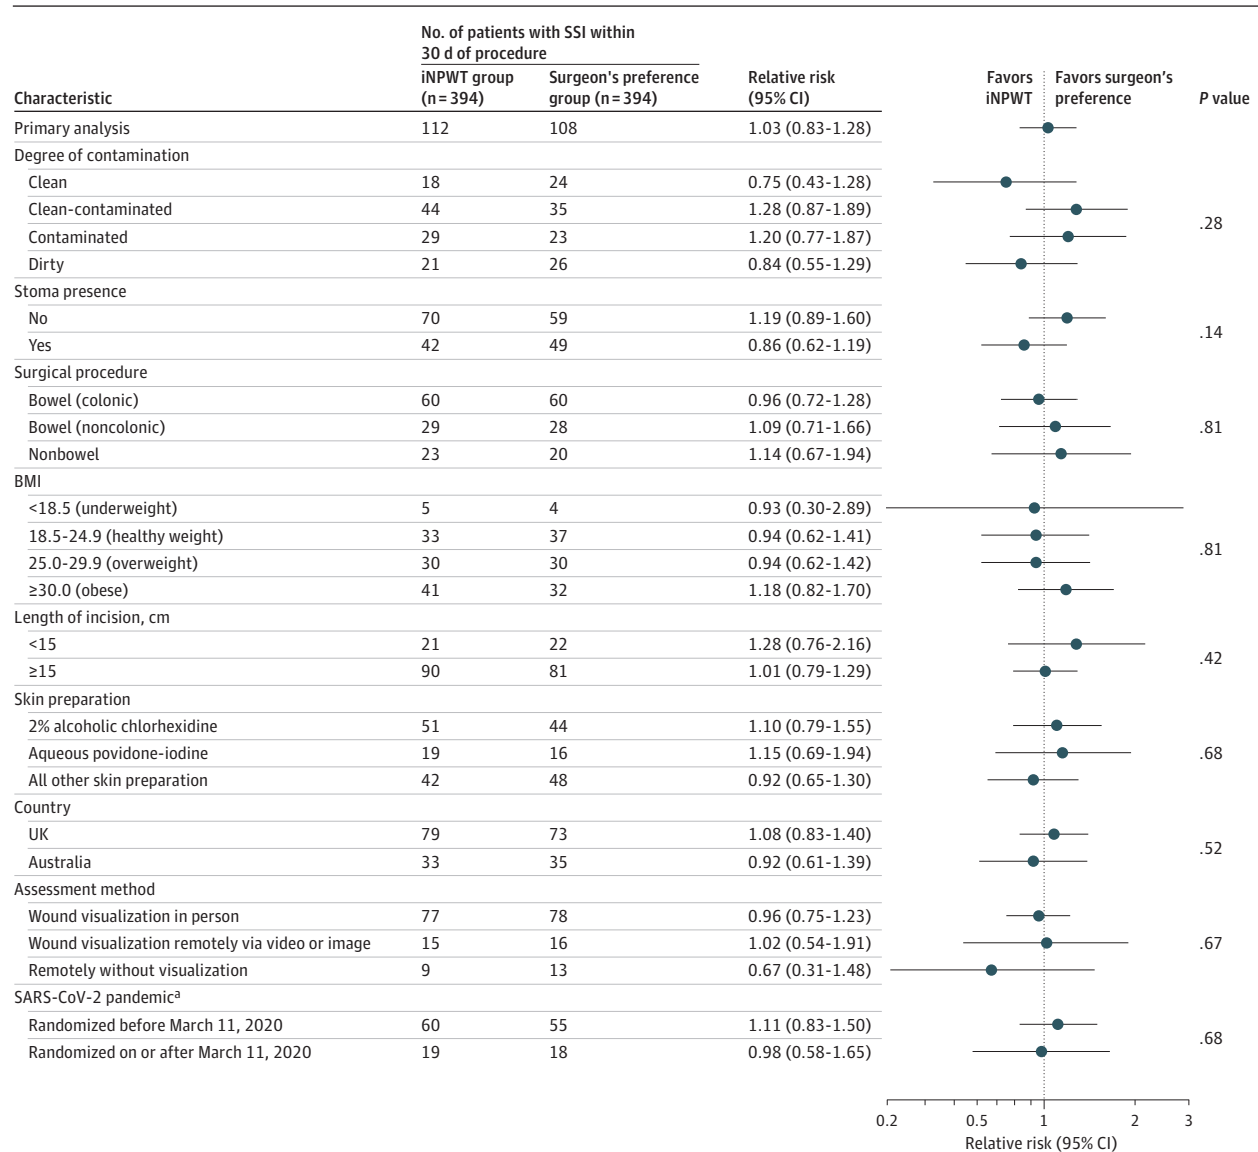 No. of patients with SSI within
30 d of procedure
Characteristic iNPWT group (n = 394) Surgeon's preference group (n = 394) Relative risk (95% CI) Favors iNPWT Favors surgeon's preference P value
Primary analysis 112 108 1.03 (0.83-1.28)
Degree of contamination
Clean 18 24 0.75 (0.43-1.28)
Clean-contaminated 44 35 1.28 (0.87-1.89)
.28
Contaminated 29 23 1.20 (0.77-1.87)
Dirty 21 26 0.84 (0.55-1.29)
Stoma presence
No 70 59 1.19 (0.89-1.60)
.14
Yes 42 49 0.86 (0.62-1.19)
Surgical procedure
Bowel (colonic) 60 60 0.96 (0.72-1.28)
Bowel (noncolonic) 29 28 1.09 (0.71-1.66) .81
Nonbowel 23 20 1.14 (0.67-1.94)
BMI
<18.5 (underweight) 5 4 0.93 (0.30-2.89)
18.5-24.9 (healthy weight) 33 37 0.94 (0.62-1.41)
.81
25.0-29.9 (overweight) 30 30 0.94 (0.62-1.42)
≥30.0 (obese) 41 32 1.18 (0.82-1.70)
Length of incision, cm
<15 21 22 1.28 (0.76-2.16)
.42
≥15 90 81 1.01 (0.79-1.29)
Skin preparation
2% alcoholic chlorhexidine 51 44 1.10 (0.79-1.55)
Aqueous povidone-iodine 19 16 1.15 (0.69-1.94) .68
All other skin preparation 42 48 0.92 (0.65-1.30)
Country
UK 79 73 1.08 (0.83-1.40)
.52
Australia 33 35 0.92 (0.61-1.39)
Assessment method
Wound visualization in person 77 78 0.96 (0.75-1.23)
Wound visualization remotely via video or image 15 16 1.02 (0.54-1.91) .67
Remotely without visualization 9 13 0.67 (0.31-1.48)
SARS-CoV-2 pandemicᵃ
Randomized before March 11, 2020 60 55 1.11 (0.83-1.50)
.68
Randomized on or after March 11, 2020 19 18 0.98 (0.58-1.65)
0.2 0.5 1 2 3
Relative risk (95% CI)